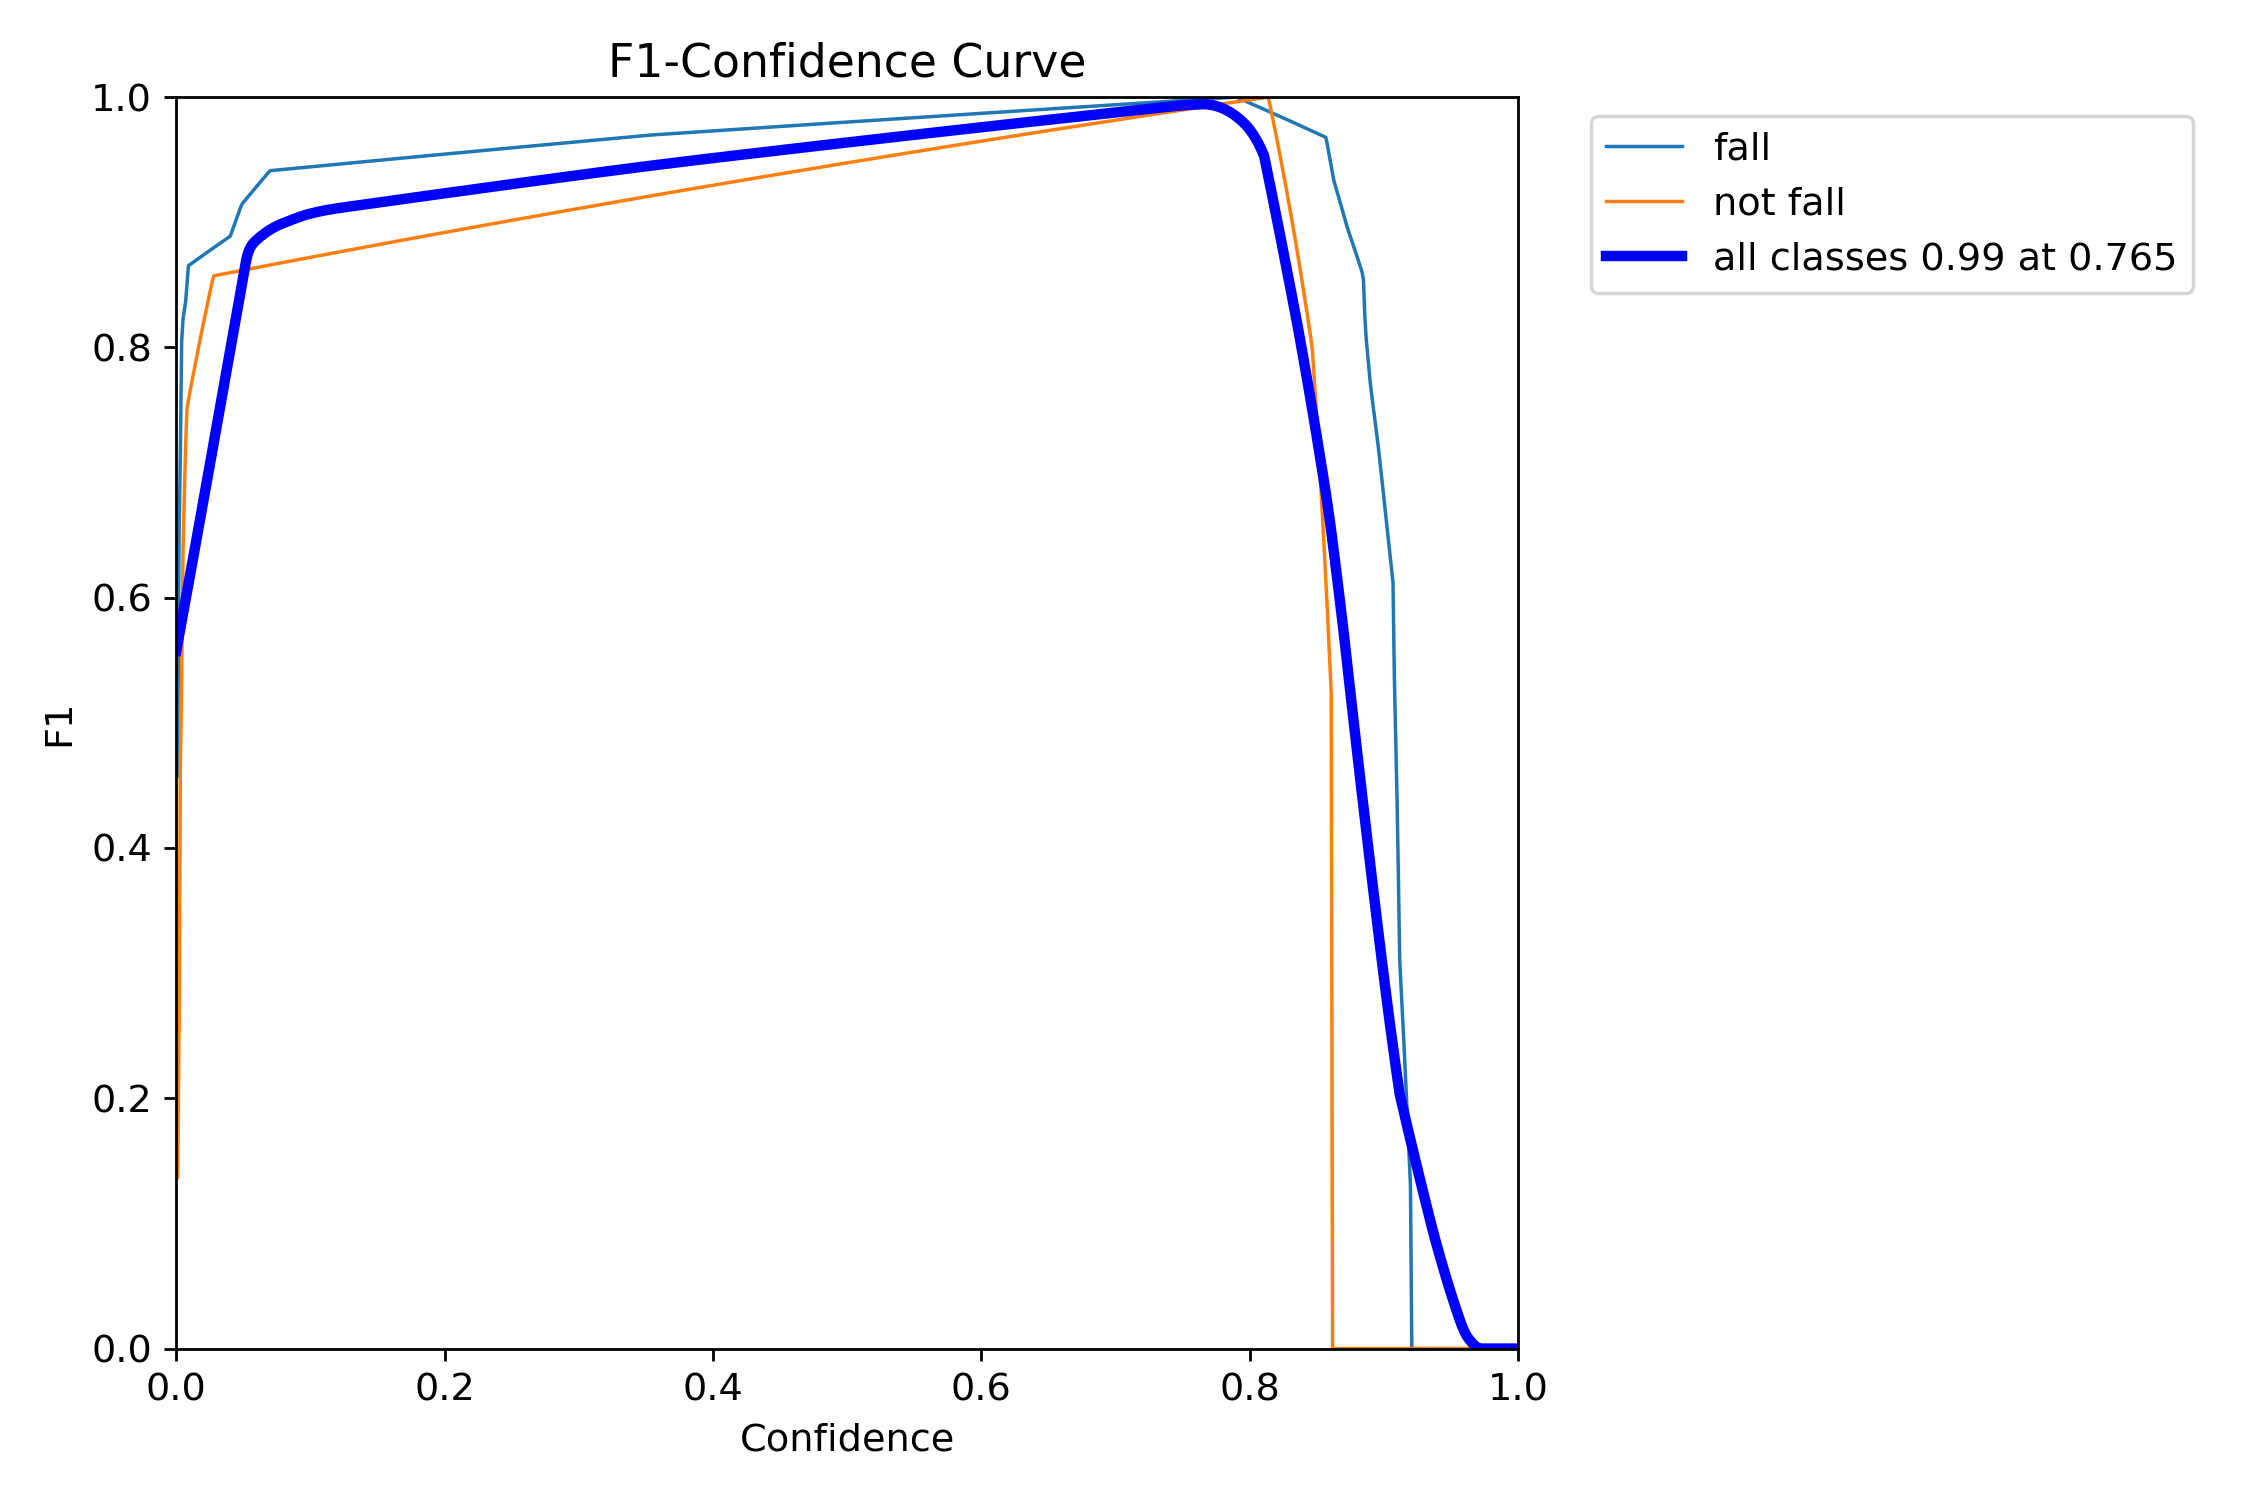 F1-Confidence Curve
1.0
0.8
0.6
0.4
0.2
0.0
F1
0.0 0.2 0.4 0.6 0.8 1.0
Confidence
fall
not fall
all classes 0.99 at 0.765